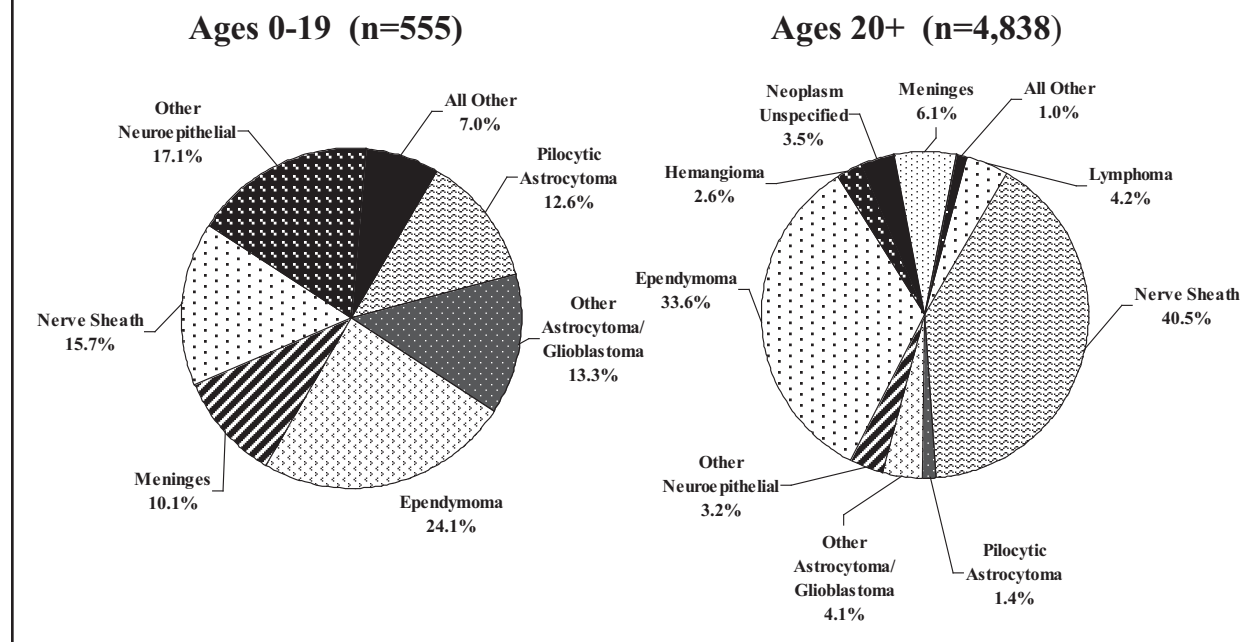 Ages 0-19 (n=555)
All Other
7.0%
Pilocytic
Astrocytoma
12.6%
Other
Astrocytoma/
Glioblastoma
13.3%
Ependymoma
24.1%
Meninges
10.1%
Nerve Sheath
15.7%
Other
Neuroepithelial
17.1%
Ages 20+ (n=4,838)
Meninges
6.1%
All Other
1.0%
Lymphoma
4.2%
Nerve Sheath
40.5%
Pilocytic
Astrocytoma
1.4%
Other
Astrocytoma/
Glioblastoma
4.1%
Other
Neuroepithelial
3.2%
Ependymoma
33.6%
Hemangioma
2.6%
Neoplasm
Unspecified
3.5%